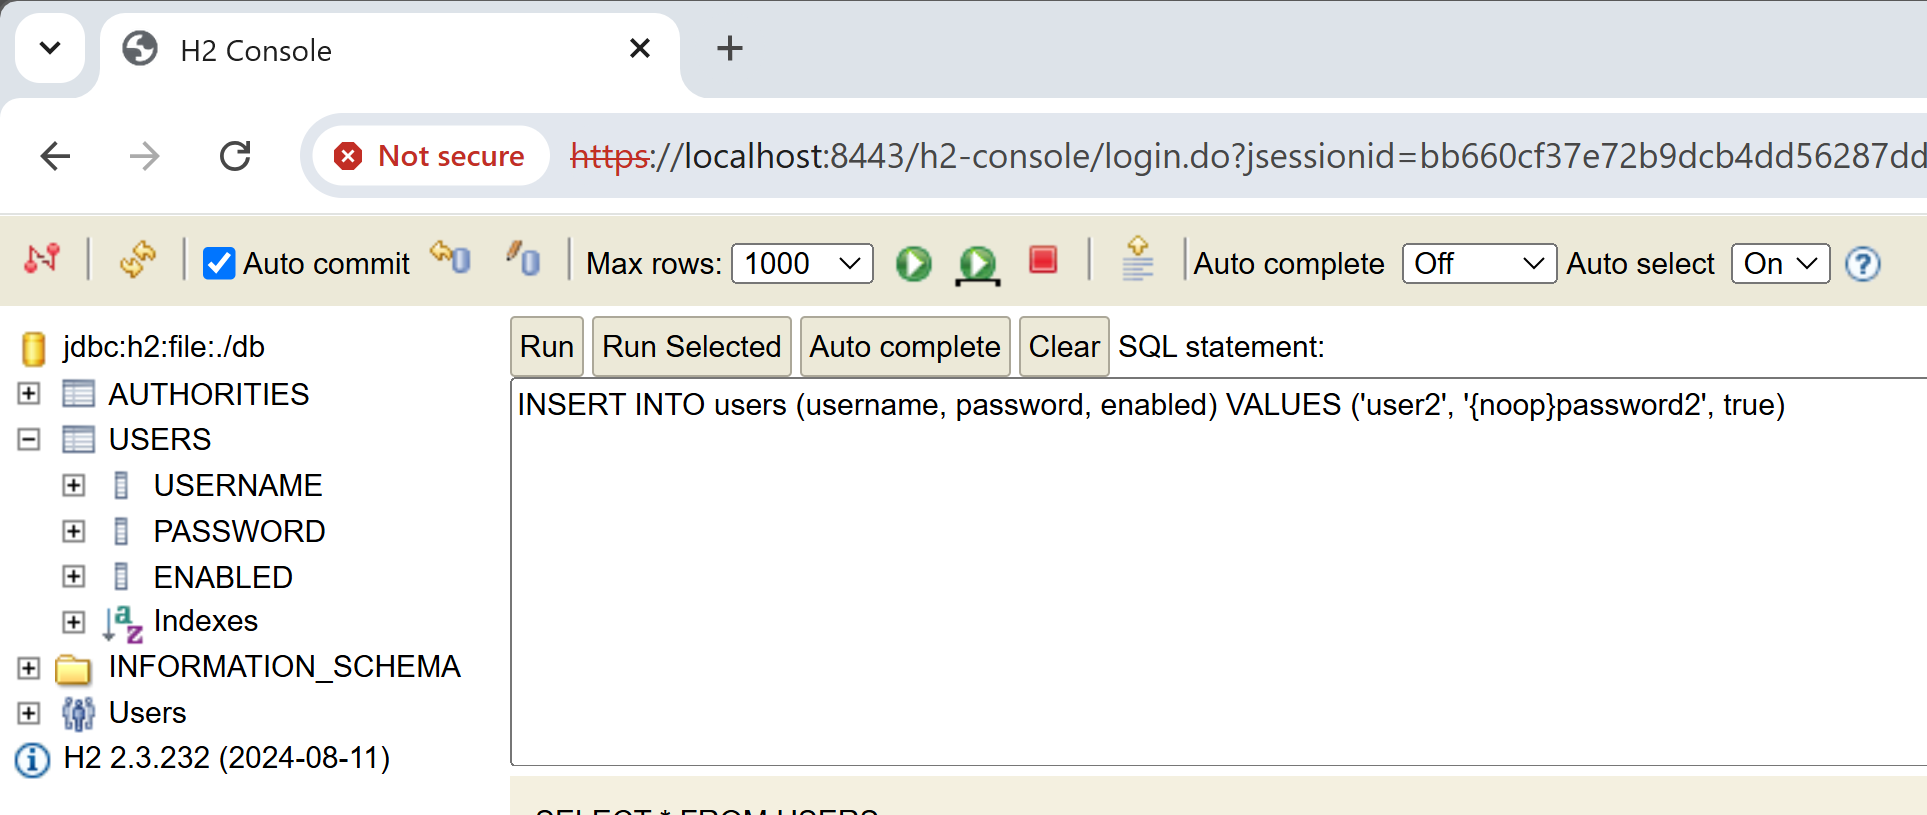 H2 Console
Not secure
https://localhost:8443/h2-console/login.do?jsessionid=bb660cf37e72b9dcb4dd56287dd
Auto commit Max rows: 1000 Auto complete Off Auto select On
jdbc:h2:file:./db
AUTHORITIES
USERS
USERNAME
PASSWORD
ENABLED
Indexes
INFORMATION_SCHEMA
Users
H2 2.3.232 (2024-08-11)
Run Run Selected Auto complete Clear SQL statement:
INSERT INTO users (username, password, enabled) VALUES ('user2', '{noop}password2', true)
SELECT * FROM USERS